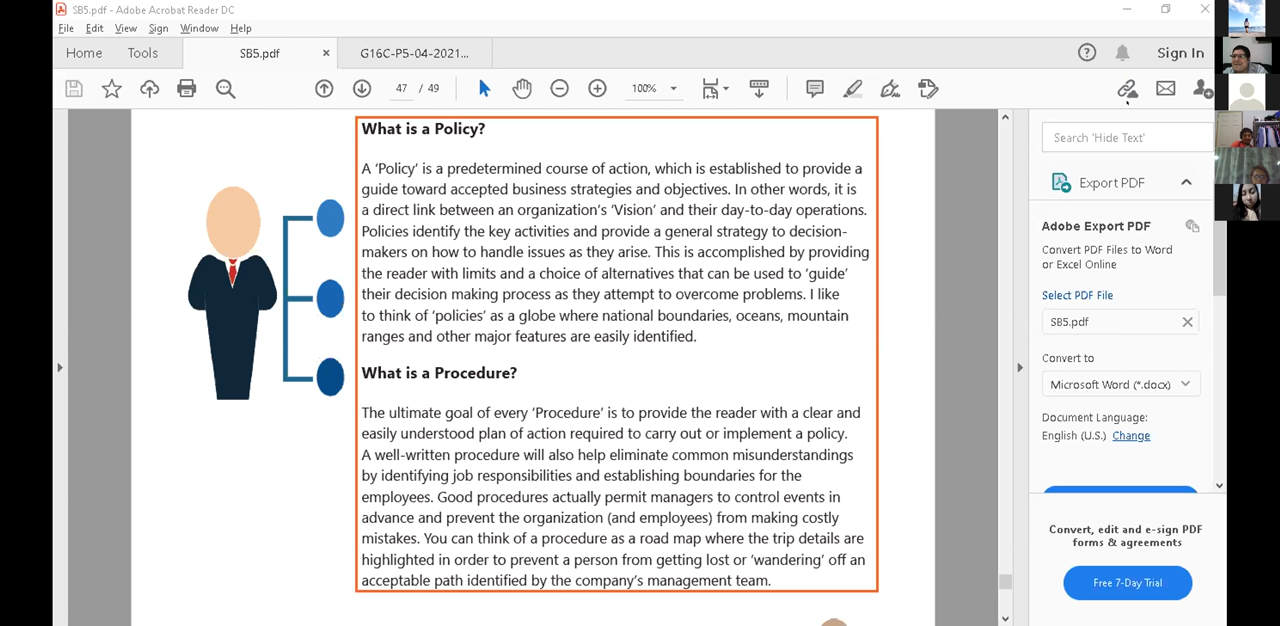 SB5.pdf - Adobe Acrobat Reader DC
File Edit View Sign Window Help
Home Tools SB5.pdf × G16C-P5-04-2021...
Sign In
47 / 49
100%
What is a Policy?
A ‘Policy’ is a predetermined course of action, which is established to provide a
guide toward accepted business strategies and objectives. In other words, it is
a direct link between an organization’s ‘Vision’ and their day-to-day operations.
Policies identify the key activities and provide a general strategy to decision-
makers on how to handle issues as they arise. This is accomplished by providing
the reader with limits and a choice of alternatives that can be used to ‘guide’
their decision making process as they attempt to overcome problems. I like
to think of ‘policies’ as a globe where national boundaries, oceans, mountain
ranges and other major features are easily identified.
What is a Procedure?
The ultimate goal of every ‘Procedure’ is to provide the reader with a clear and
easily understood plan of action required to carry out or implement a policy.
A well-written procedure will also help eliminate common misunderstandings
by identifying job responsibilities and establishing boundaries for the
employees. Good procedures actually permit managers to control events in
advance and prevent the organization (and employees) from making costly
mistakes. You can think of a procedure as a road map where the trip details are
highlighted in order to prevent a person from getting lost or ‘wandering’ off an
acceptable path identified by the company’s management team.
Search 'Hide Text'
Export PDF
Adobe Export PDF
Convert PDF Files to Word
or Excel Online
Select PDF File
SB5.pdf
Convert to
Microsoft Word (*.docx)
Document Language:
English (U.S.) Change
Convert, edit and e-sign PDF
forms & agreements
Free 7-Day Trial